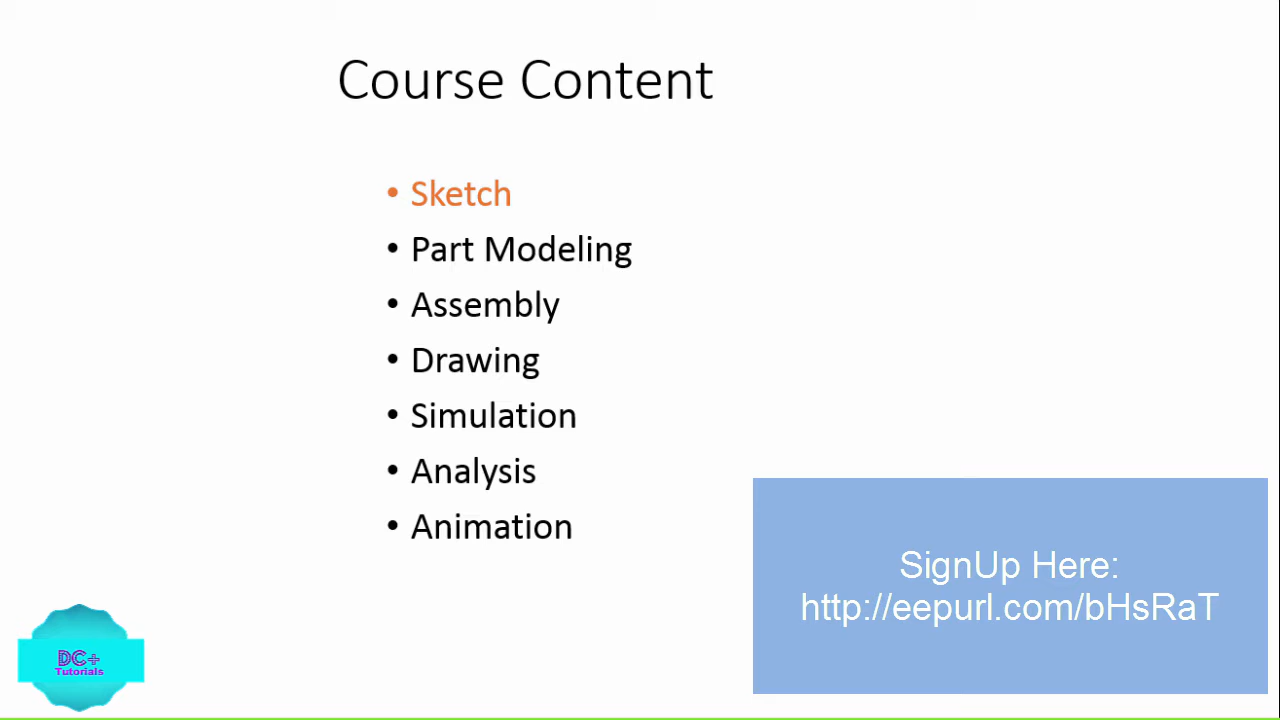 Course Content
• Sketch
• Part Modeling
• Assembly
• Drawing
• Simulation
• Analysis
• Animation
SignUp Here:
http://eepurl.com/bHsRaT
DC+
Tutorials